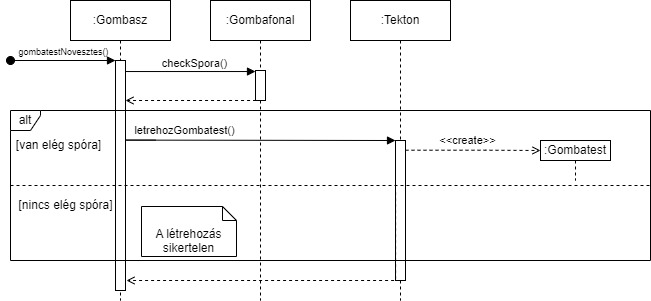 :Gombasz
:Gombafonal
:Tekton
gombatestNovesztes()
checkSpora()
alt
letrehozGombatest()
[van elég spóra]
<<create>>
:Gombatest
[nincs elég spóra]
A létrehozás
sikertelen